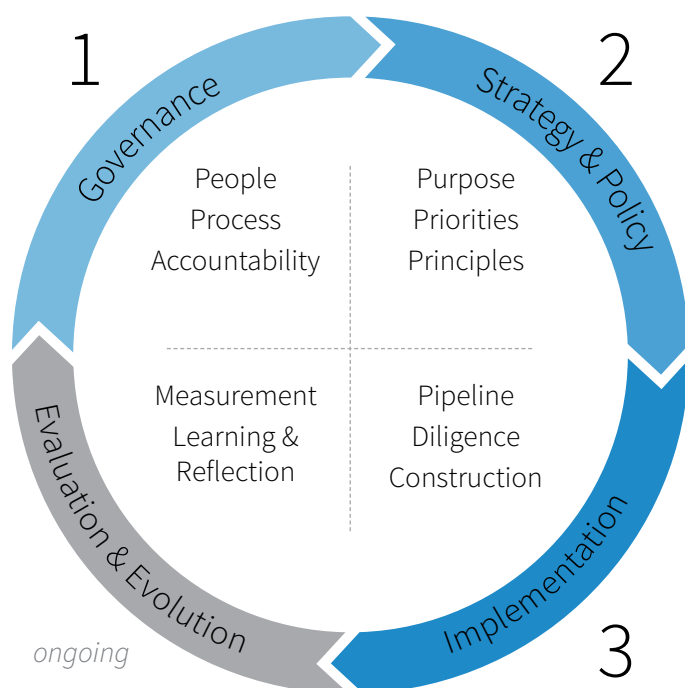 1
Governance
People
Process
Accountability
2
Strategy & Policy
Purpose
Priorities
Principles
3
Implementation
Pipeline
Diligence
Construction
Evaluation & Evolution
Measurement
Learning &
Reflection
ongoing